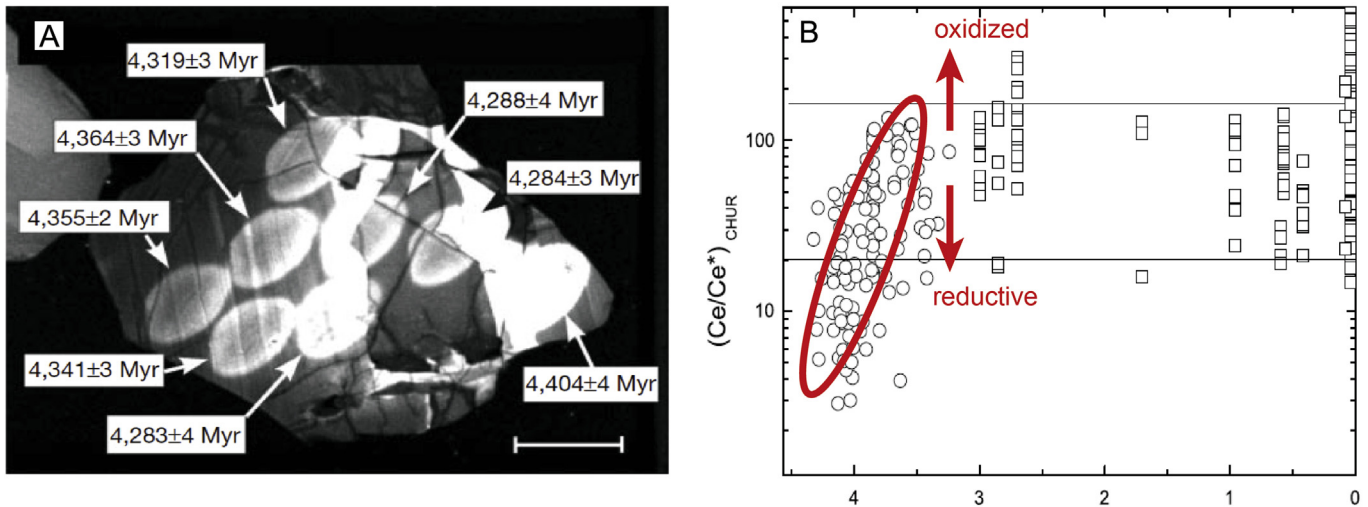 A
4,319±3 Myr
4,288±4 Myr
4,364±3 Myr
4,284±3 Myr
4,355±2 Myr
4,341±3 Myr
4,404±4 Myr
4,283±4 Myr
B
oxidized
reductive
100
10
(Ce/Ce*) CHUR
4
3
2
1
0